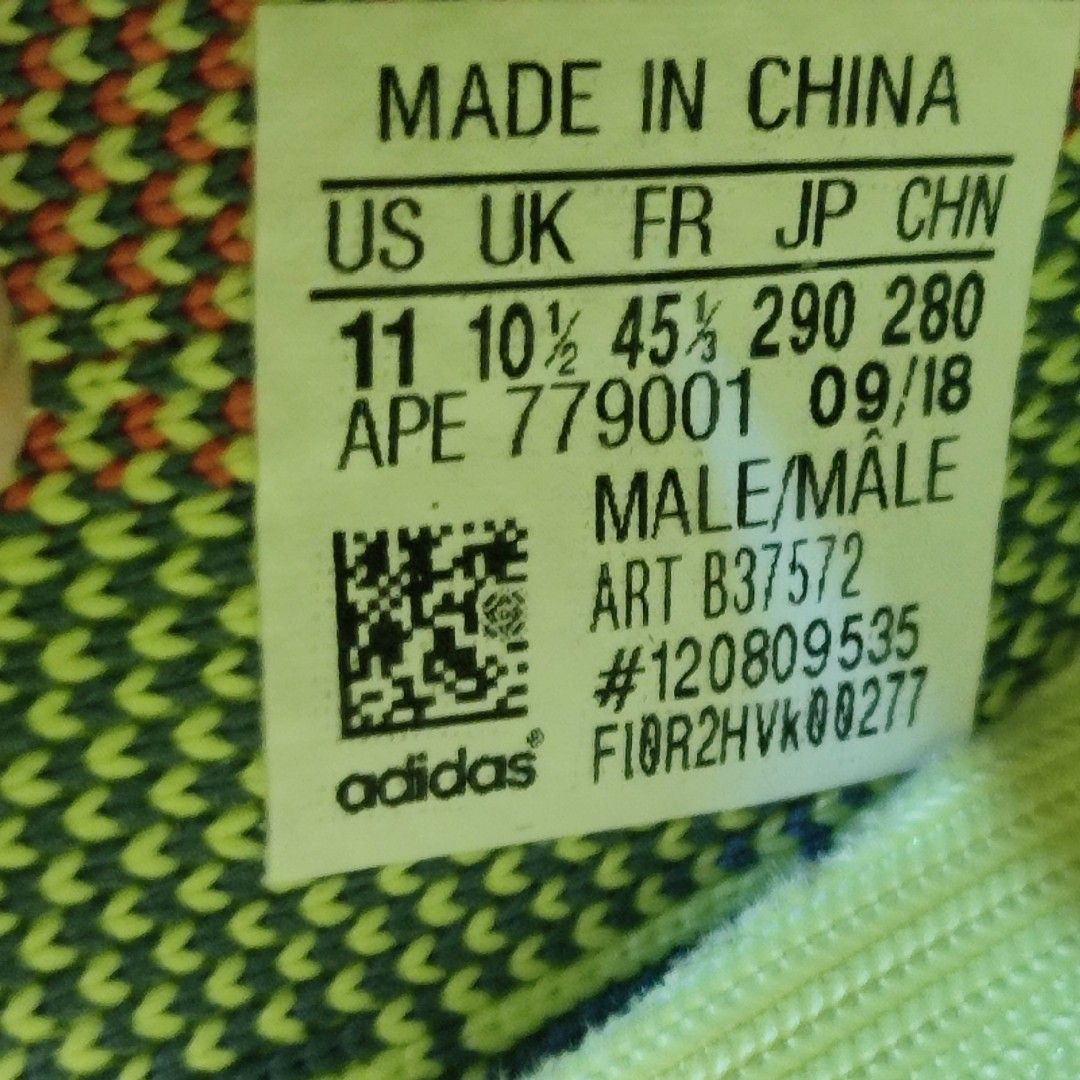 MADE IN CHINA
US UK FR JP CHN
11 10½ 45⅓ 290 280
APE 779001 09/18
MALE/MÂLE
ART B37572
#120809535
FI0R2HVk00277
adidas®